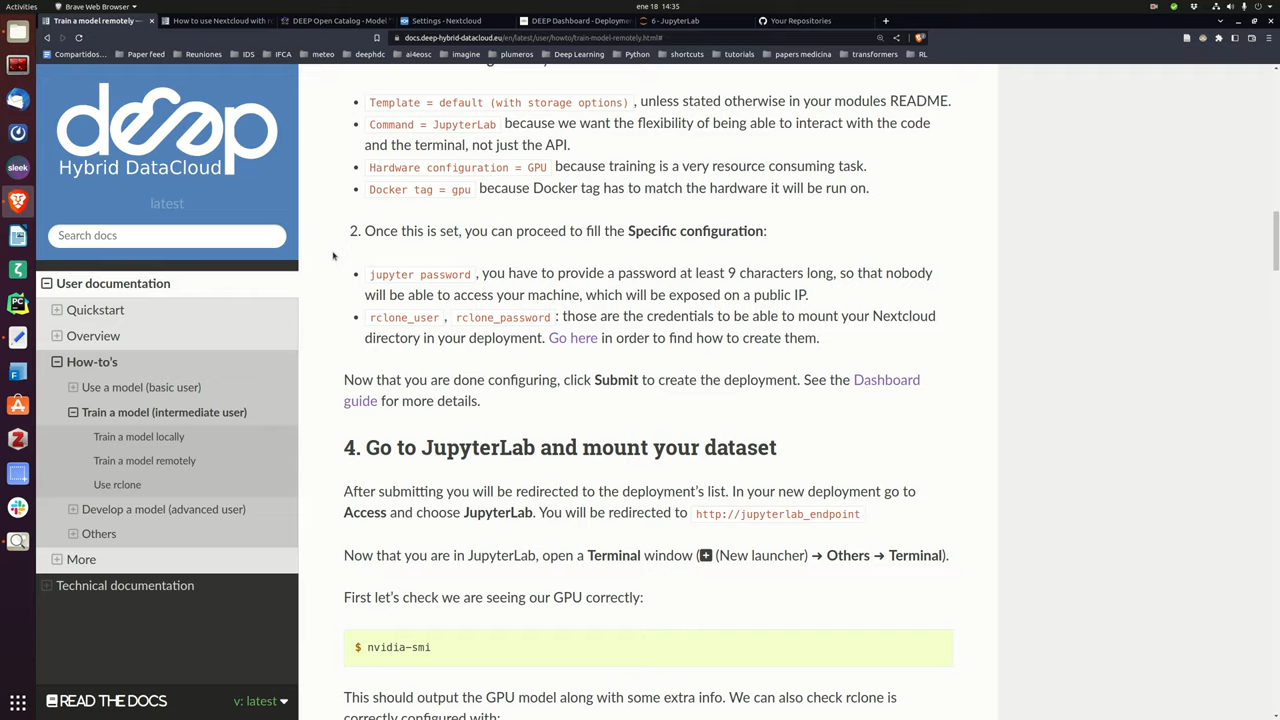 Activities
Brave Web Browser
ene 18 14:35
Train a model remotely —
How to use Nextcloud with r
DEEP Open Catalog - Model
Settings - Nextcloud
DEEP Dashboard - Deploymen
6 - JupyterLab
Your Repositories
docs.deep-hybrid-datacloud.eu/en/latest/user/howto/train-model-remotely.html#
Compartidos... Paper feed Reuniones IDS IFCA meteo deephdc ai4eosc imagine plumeros Deep Learning Python shortcuts tutorials papers medicina transformers RL
deep
Hybrid DataCloud
latest
Search docs
User documentation
Quickstart
Overview
How-to's
Use a model (basic user)
Train a model (intermediate user)
Train a model locally
Train a model remotely
Use rclone
Develop a model (advanced user)
Others
More
Technical documentation
READ THE DOCS
v: latest
sleek
Template = default (with storage options) , unless stated otherwise in your modules README.
Command = JupyterLab because we want the flexibility of being able to interact with the code
and the terminal, not just the API.
Hardware configuration = GPU because training is a very resource consuming task.
Docker tag = gpu because Docker tag has to match the hardware it will be run on.
2. Once this is set, you can proceed to fill the Specific configuration:
jupyter password , you have to provide a password at least 9 characters long, so that nobody
will be able to access your machine, which will be exposed on a public IP.
rclone_user , rclone_password : those are the credentials to be able to mount your Nextcloud
directory in your deployment. Go here in order to find how to create them.
Now that you are done configuring, click Submit to create the deployment. See the Dashboard
guide for more details.
4. Go to JupyterLab and mount your dataset
After submitting you will be redirected to the deployment's list. In your new deployment go to
Access and choose JupyterLab. You will be redirected to http://jupyterlab_endpoint
Now that you are in JupyterLab, open a Terminal window (+ (New launcher) ➜ Others ➜ Terminal).
First let's check we are seeing our GPU correctly:
$ nvidia-smi
This should output the GPU model along with some extra info. We can also check rclone is
correctly configured with: